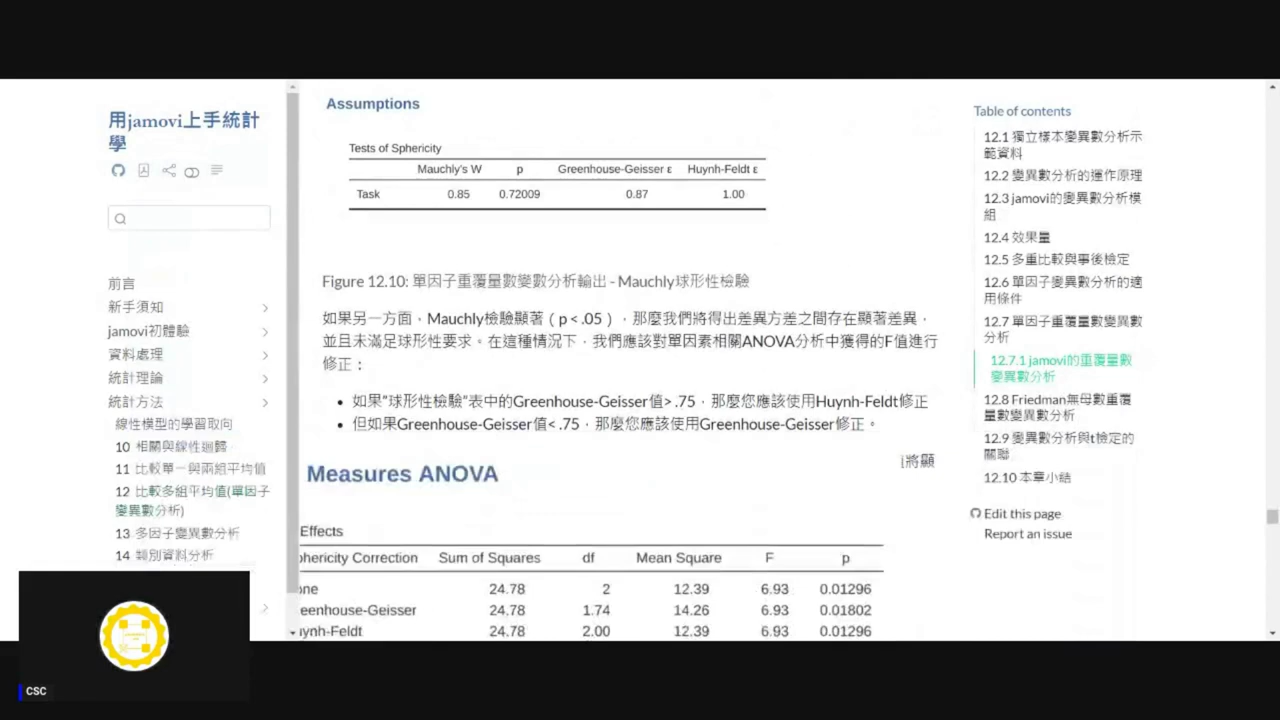 用jamovi上手統計
學
前言
新手須知
jamovi初體驗
資料處理
統計理論
統計方法
線性模型的學習取向
10 相關與線性迴歸
11 比較單一與兩組平均值
12 比較多組平均值(單因子
變異數分析)
13 多因子變異數分析
14 類別資料分析
CSC
Assumptions
Tests of Sphericity
Mauchly's W p Greenhouse-Geisser ε Huynh-Feldt ε
Task 0.85 0.72009 0.87 1.00
Figure 12.10: 單因子重覆量數變數分析輸出 - Mauchly球形性檢驗
如果另一方面，Mauchly檢驗顯著（p < .05），那麼我們將得出差異方差之間存在顯著差異，
並且未滿足球形性要求。在這種情況下，我們應該對單因素相關ANOVA分析中獲得的F值進行
修正：
如果"球形性檢驗"表中的Greenhouse-Geisser值> .75，那麼您應該使用Huynh-Feldt修正
但如果Greenhouse-Geisser值< .75，那麼您應該使用Greenhouse-Geisser修正。
將顯
Measures ANOVA
Effects
phericity Correction Sum of Squares df Mean Square F p
one 24.78 2 12.39 6.93 0.01296
eenhouse-Geisser 24.78 1.74 14.26 6.93 0.01802
uynh-Feldt 24.78 2.00 12.39 6.93 0.01296
Table of contents
12.1 獨立樣本變異數分析示
範資料
12.2 變異數分析的運作原理
12.3 jamovi的變異數分析模
組
12.4 效果量
12.5 多重比較與事後檢定
12.6 單因子變異數分析的適
用條件
12.7 單因子重覆量數變異數
分析
12.7.1 jamovi的重覆量數
變異數分析
12.8 Friedman無母數重覆
量數變異數分析
12.9 變異數分析與t檢定的
關聯
12.10 本章小結
Edit this page
Report an issue